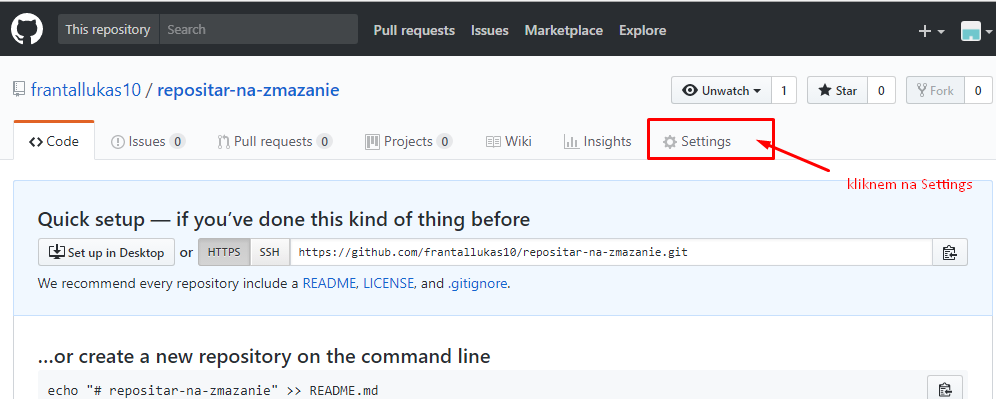 This repository Search Pull requests Issues Marketplace Explore
frantallukas10 / repositar-na-zmazanie Unwatch 1 Star 0 Fork 0
Code Issues 0 Pull requests 0 Projects 0 Wiki Insights Settings
kliknem na Settings
Quick setup — if you’ve done this kind of thing before
Set up in Desktop or HTTPS SSH https://github.com/frantallukas10/repositar-na-zmazanie.git
We recommend every repository include a README, LICENSE, and .gitignore.
…or create a new repository on the command line
echo "# repositar-na-zmazanie" >> README.md